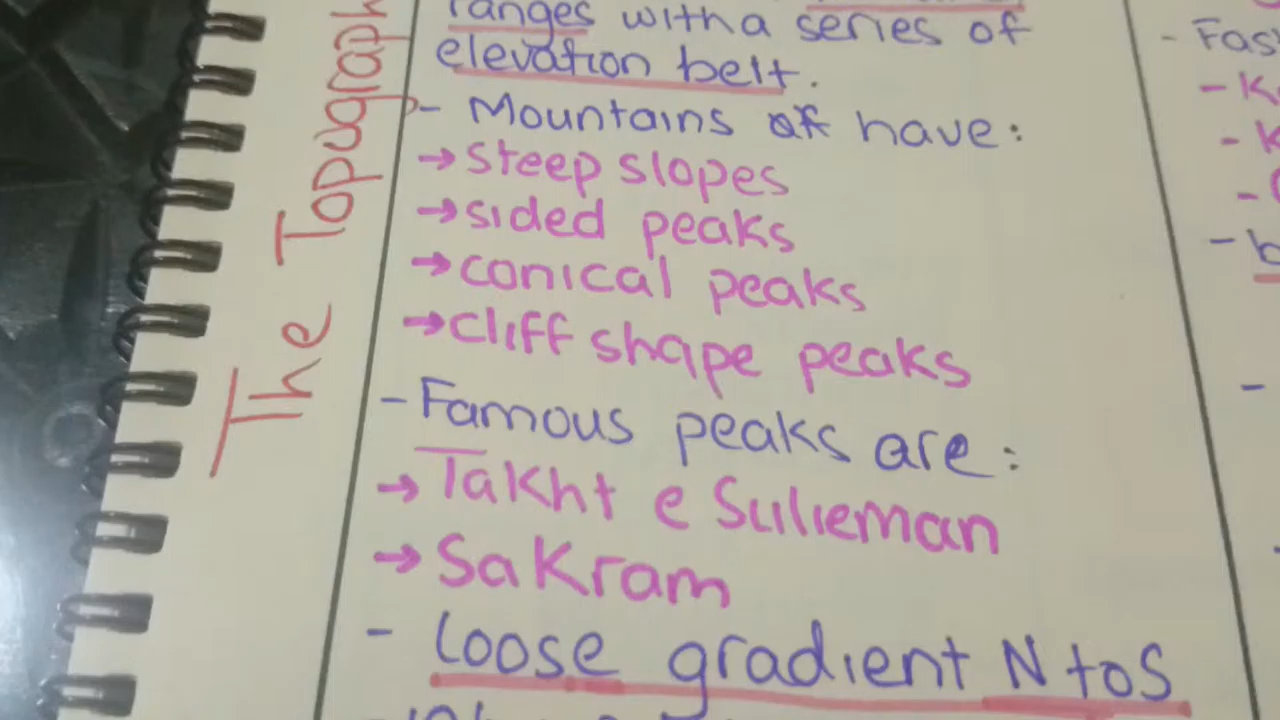 The Topograph
ranges with a series of
elevation belt.
- Mountains have:
→ steep slopes
→ sided peaks
→ conical peaks
→ cliff shape peaks
- Famous peaks are:
→ Takht e Sulieman
→ Sakram
- Loose gradient N to S
- Fas
- K
- K
-
- b
-